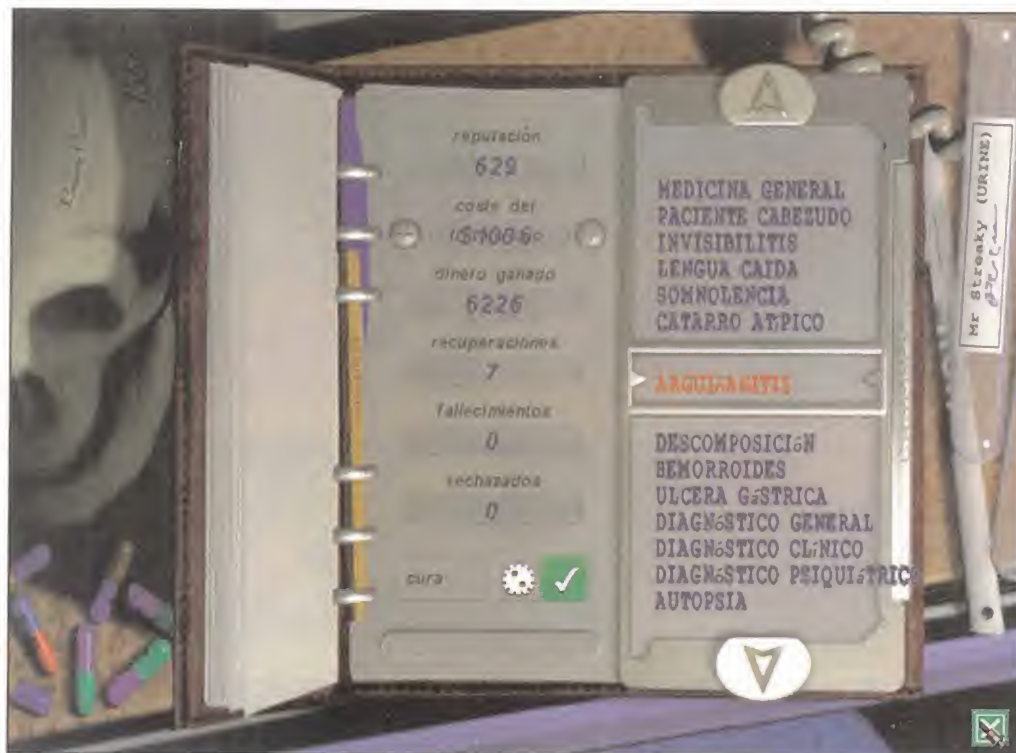 reputación
629
coste del
dinero ganado
6226
recuperaciones
7
fallecimientos
0
rechazados
0
cura
MEDICINA GENERAL
PACIENTE CABEZUDO
INVISIBILITIS
LENGUA CAIDA
SOMNOLENCIA
CATARRO ATíPICO
DESCOMPOSICIóN
HEMORROIDES
ULCERA GáSTRICA
DIAGNóSTICO GENERAL
DIAGNóSTICO CLíNICO
DIAGNóSTICO PSIQUIáTRICO
AUTOPSIA
Mr Streaky (URINE)